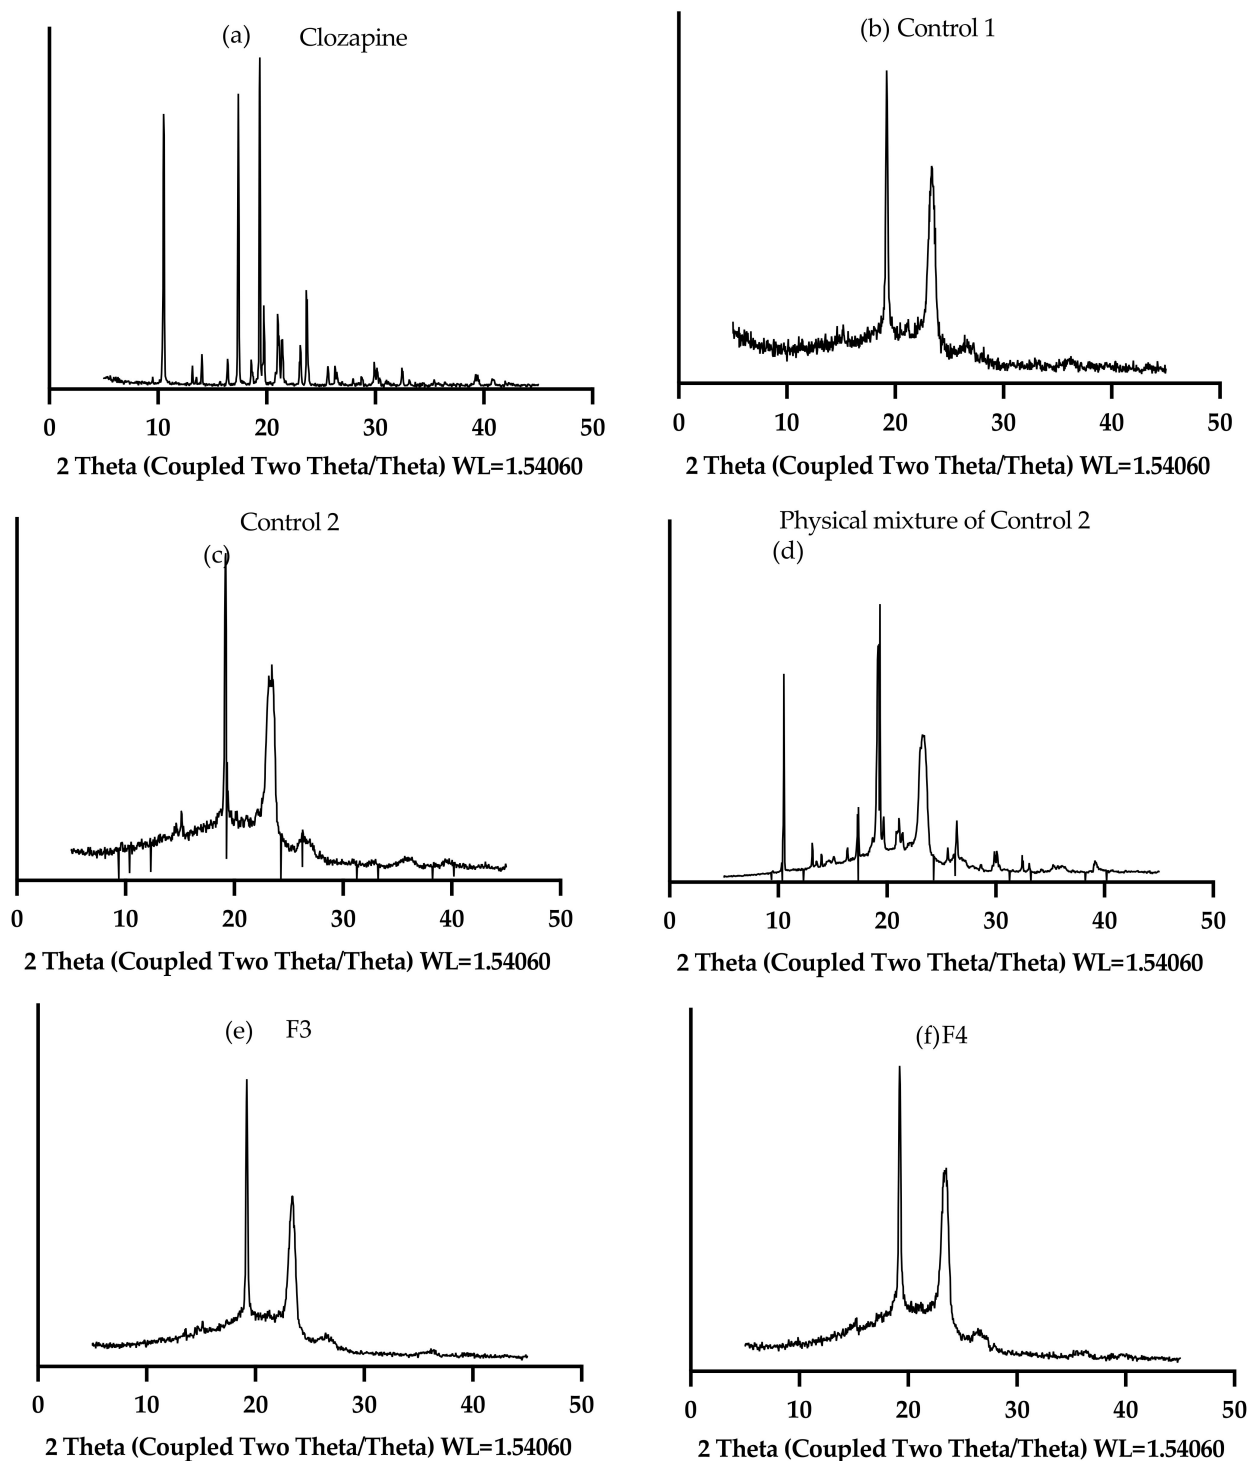 (a) Clozapine
0 10 20 30 40 50
2 Theta (Coupled Two Theta/Theta) WL=1.54060
(b) Control 1
0 10 20 30 40 50
2 Theta (Coupled Two Theta/Theta) WL=1.54060
Control 2
(c)
0 10 20 30 40 50
2 Theta (Coupled Two Theta/Theta) WL=1.54060
Physical mixture of Control 2
(d)
0 10 20 30 40 50
2 Theta (Coupled Two Theta/Theta) WL=1.54060
(e) F3
0 10 20 30 40 50
2 Theta (Coupled Two Theta/Theta) WL=1.54060
(f)F4
0 10 20 30 40 50
2 Theta (Coupled Two Theta/Theta) WL=1.54060